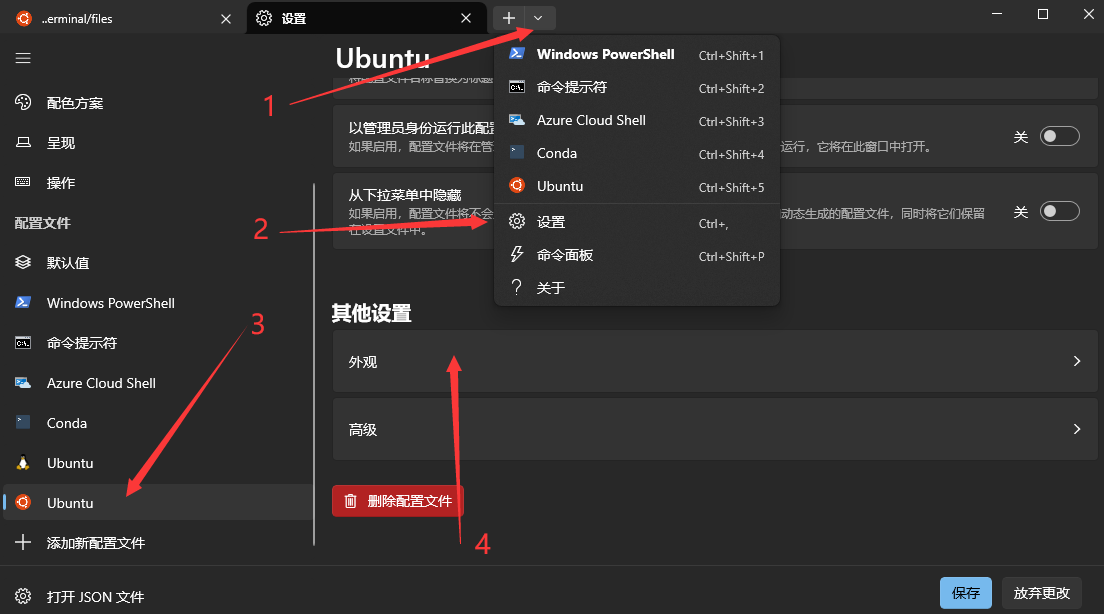 ..erminal/files
设置
Ubuntu
配色方案
呈现
操作
配置文件
默认值
Windows PowerShell
命令提示符
Azure Cloud Shell
Conda
Ubuntu
Ubuntu
添加新配置文件
打开 JSON 文件
1
2
3
4
Windows PowerShell Ctrl+Shift+1
命令提示符 Ctrl+Shift+2
Azure Cloud Shell Ctrl+Shift+3
Conda Ctrl+Shift+4
Ubuntu Ctrl+Shift+5
设置 Ctrl+,
命令面板 Ctrl+Shift+P
关于
以管理员身份运行此配置
如果启用，配置文件将在管
运行，它将在此窗口中打开。
关
从下拉菜单中隐藏
如果启用，配置文件将不会
动态生成的配置文件，同时将它们保留
在设置文件中。
关
其他设置
外观
高级
删除配置文件
保存
放弃更改